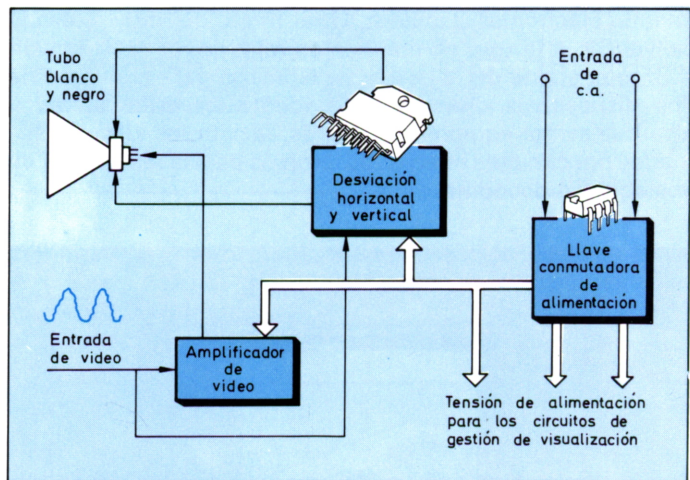 Tubo
blanco
y negro
Entrada
de
c.a.
Desviación
horizontal
y vertical
Llave
conmutadora
de
alimentación
Entrada
de video
Amplificador
de
video
Tensión de alimentación
para los circuitos de
gestión de visualización